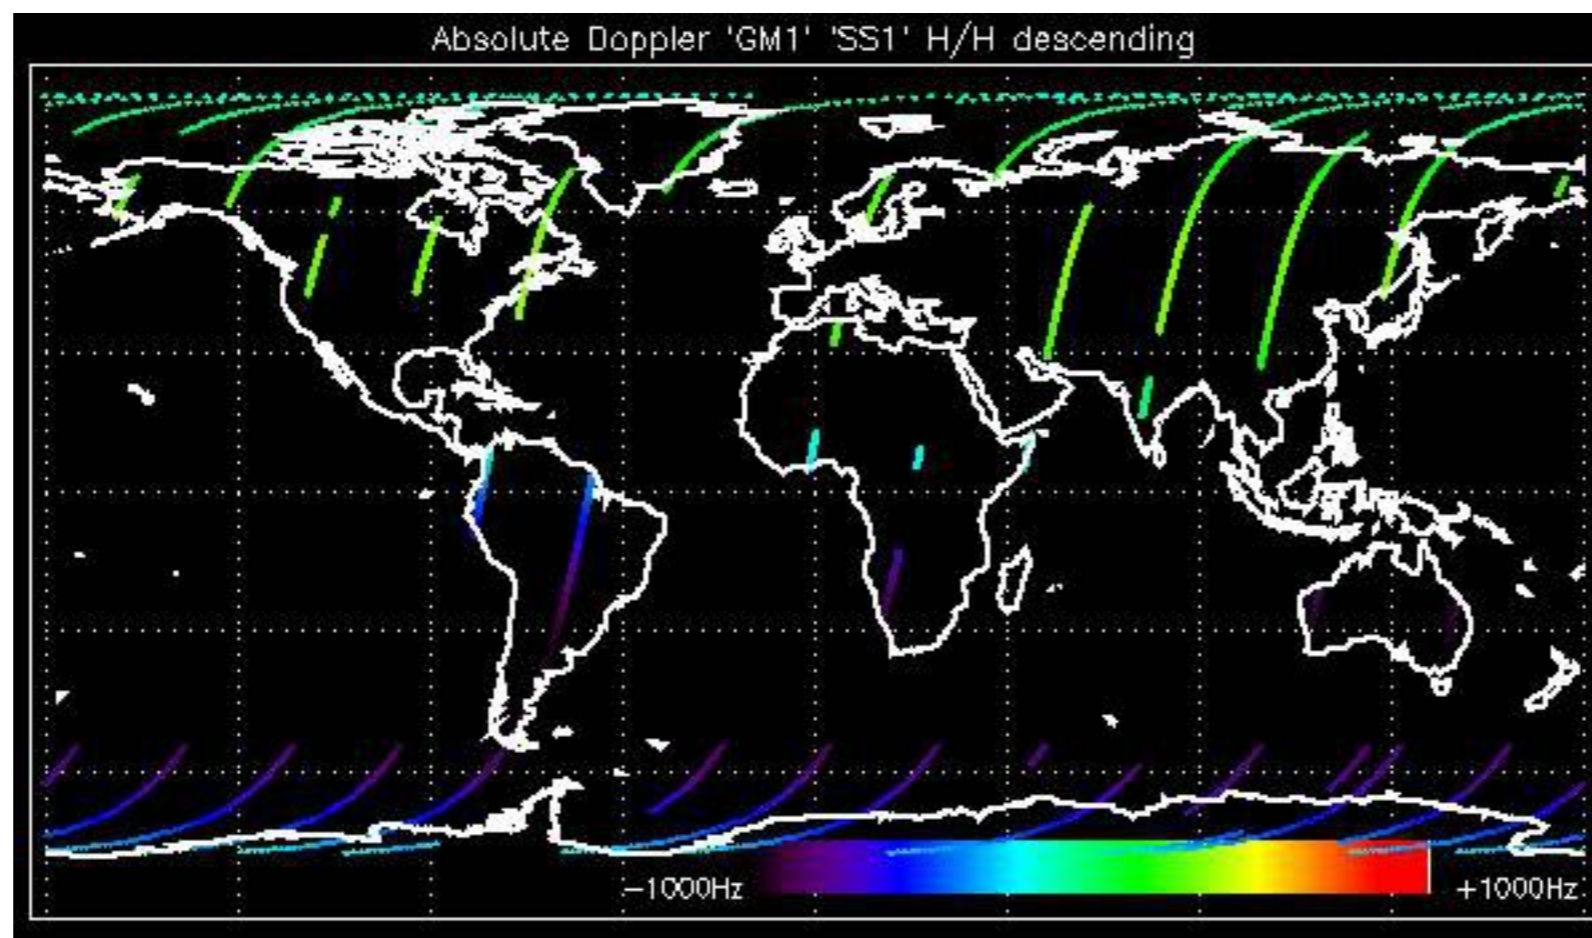 Absolute Doppler 'GM1' 'SS1' H/H descending
−1000Hz
+1000Hz